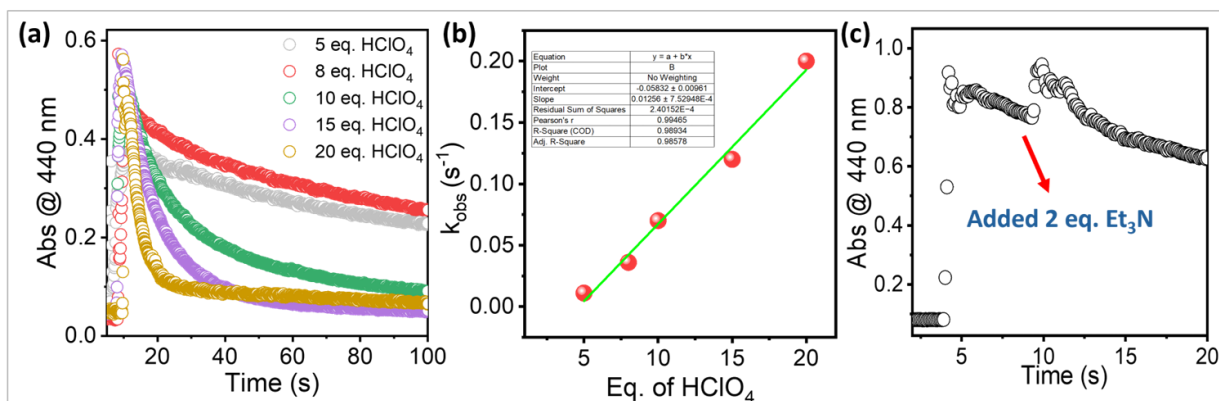 (a)
0.6
0.4
0.2
0.0
Abs @ 440 nm
5 eq. HClO₄
8 eq. HClO₄
10 eq. HClO₄
15 eq. HClO₄
20 eq. HClO₄
20 40 60 80 100
Time (s)
(b)
0.20
0.15
0.10
0.05
0.00
k_obs (s⁻¹)
Equation y = a + b*x
Plot B
Weight No Weighting
Intercept -0.05832 ± 0.00961
Slope 0.01256 ± 7.52948E-4
Residual Sum of Squares 2.40152E-4
Pearson's r 0.99465
R-Square (COD) 0.98934
Adj. R-Square 0.98578
5 10 15 20
Eq. of HClO₄
(c)
1.0
0.8
0.6
0.4
0.2
Abs @ 440 nm
Added 2 eq. Et₃N
5 10 15 20
Time (s)